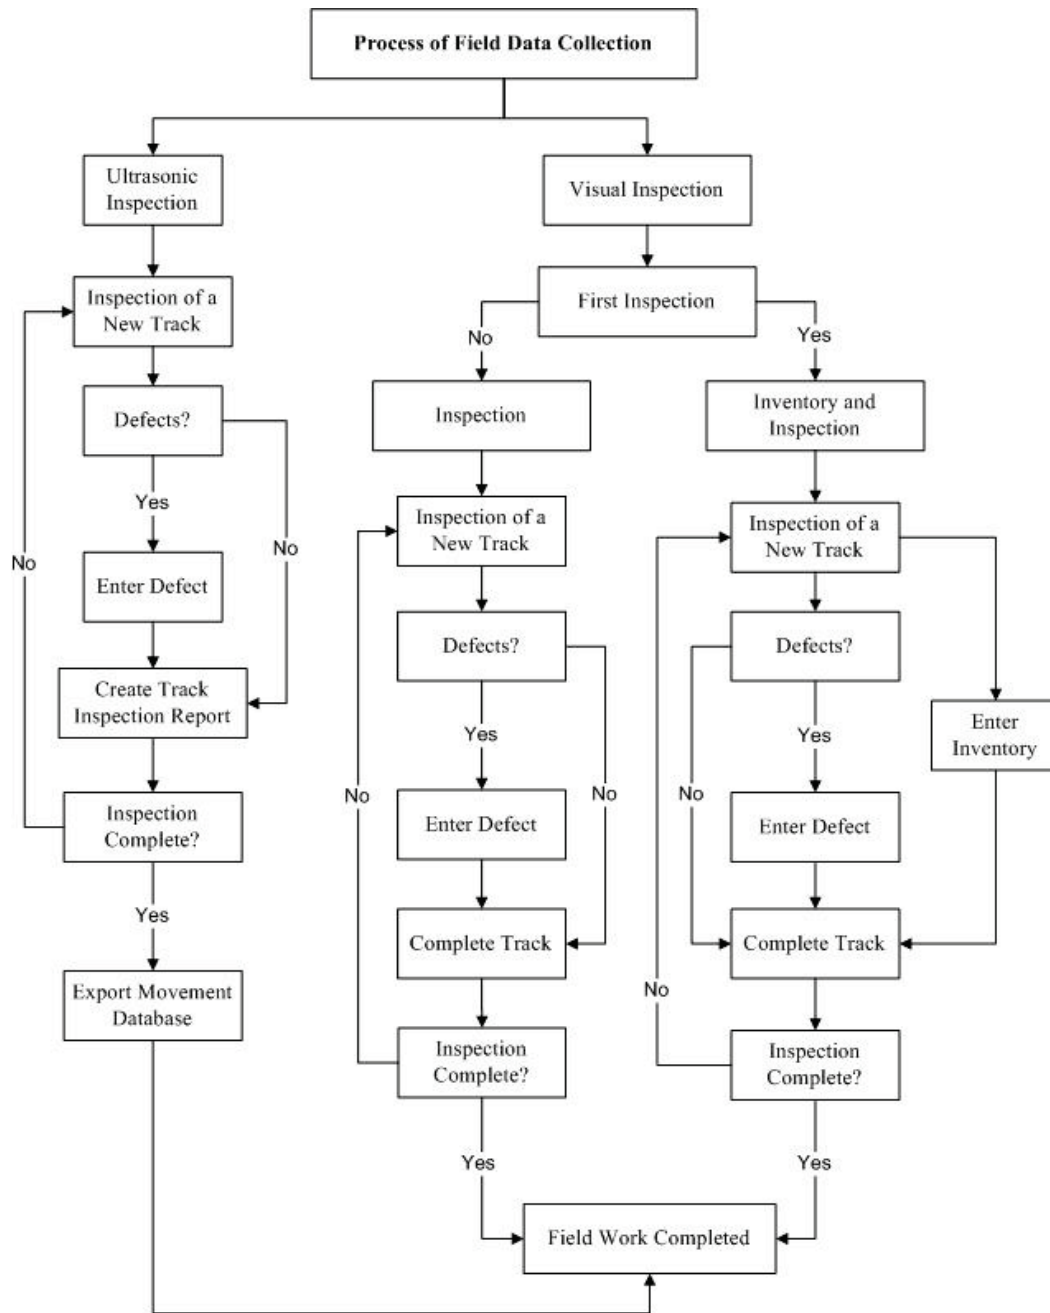 Process of Field Data Collection
Ultrasonic
Inspection
Visual Inspection
Inspection of a
New Track
First Inspection
No
Yes
Defects?
Inspection
Inventory and
Inspection
Yes
No
No
Inspection of a
New Track
Inspection of a
New Track
Enter Defect
Defects?
Defects?
Create Track
Inspection Report
Enter
Inventory
Yes
Yes
No
No
No
Inspection
Complete?
Enter Defect
Enter Defect
Yes
Complete Track
Complete Track
No
Export Movement
Database
Inspection
Complete?
Inspection
Complete?
Yes
Yes
Field Work Completed